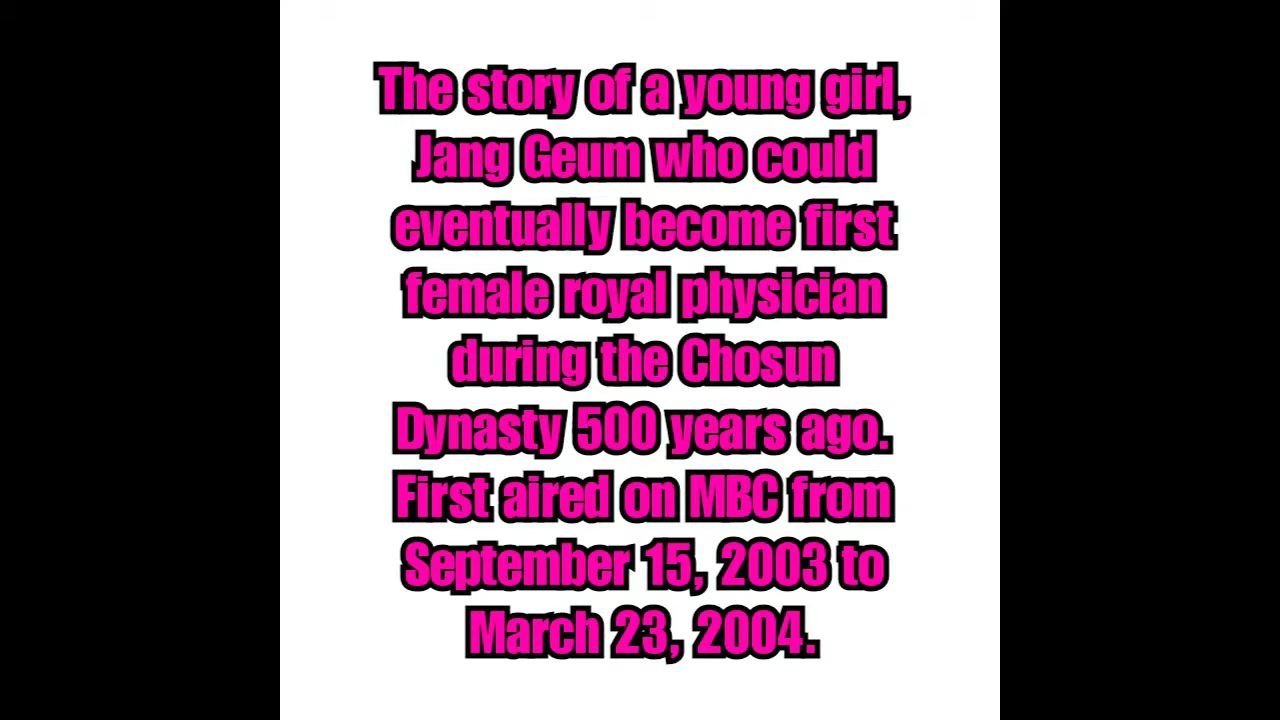 The story of a young girl,
Jang Geum who could
eventually become first
female royal physician
during the Chosun
Dynasty 500 years ago.
First aired on MBC from
September 15, 2003 to
March 23, 2004.